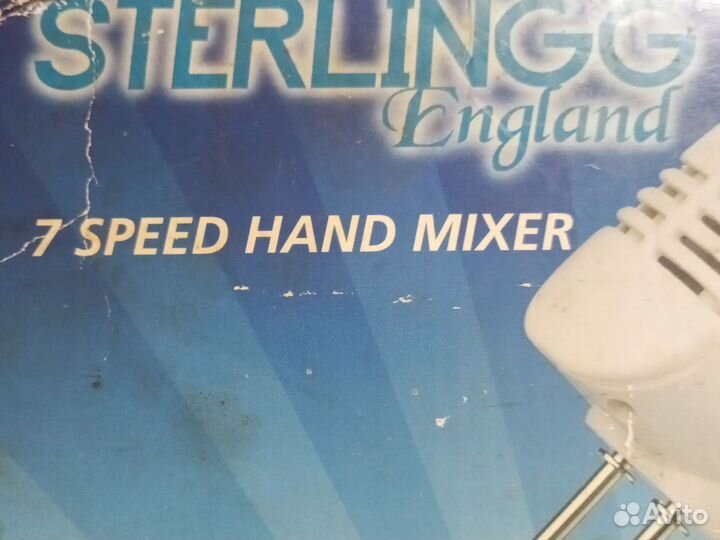 STERLINGG
England
7 SPEED HAND MIXER
Avito